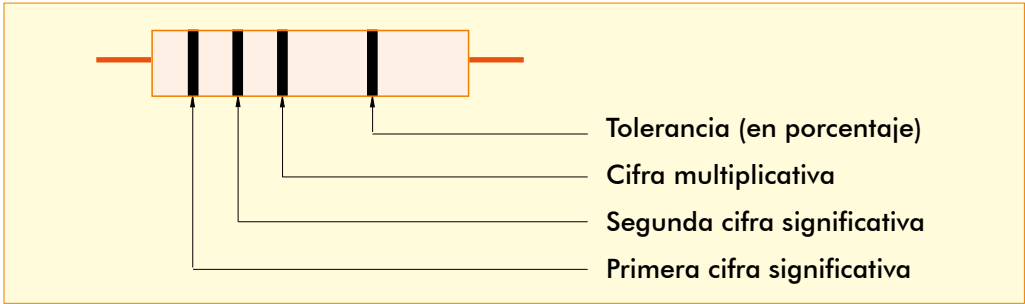 Tolerancia (en porcentaje)
Cifra multiplicativa
Segunda cifra significativa
Primera cifra significativa